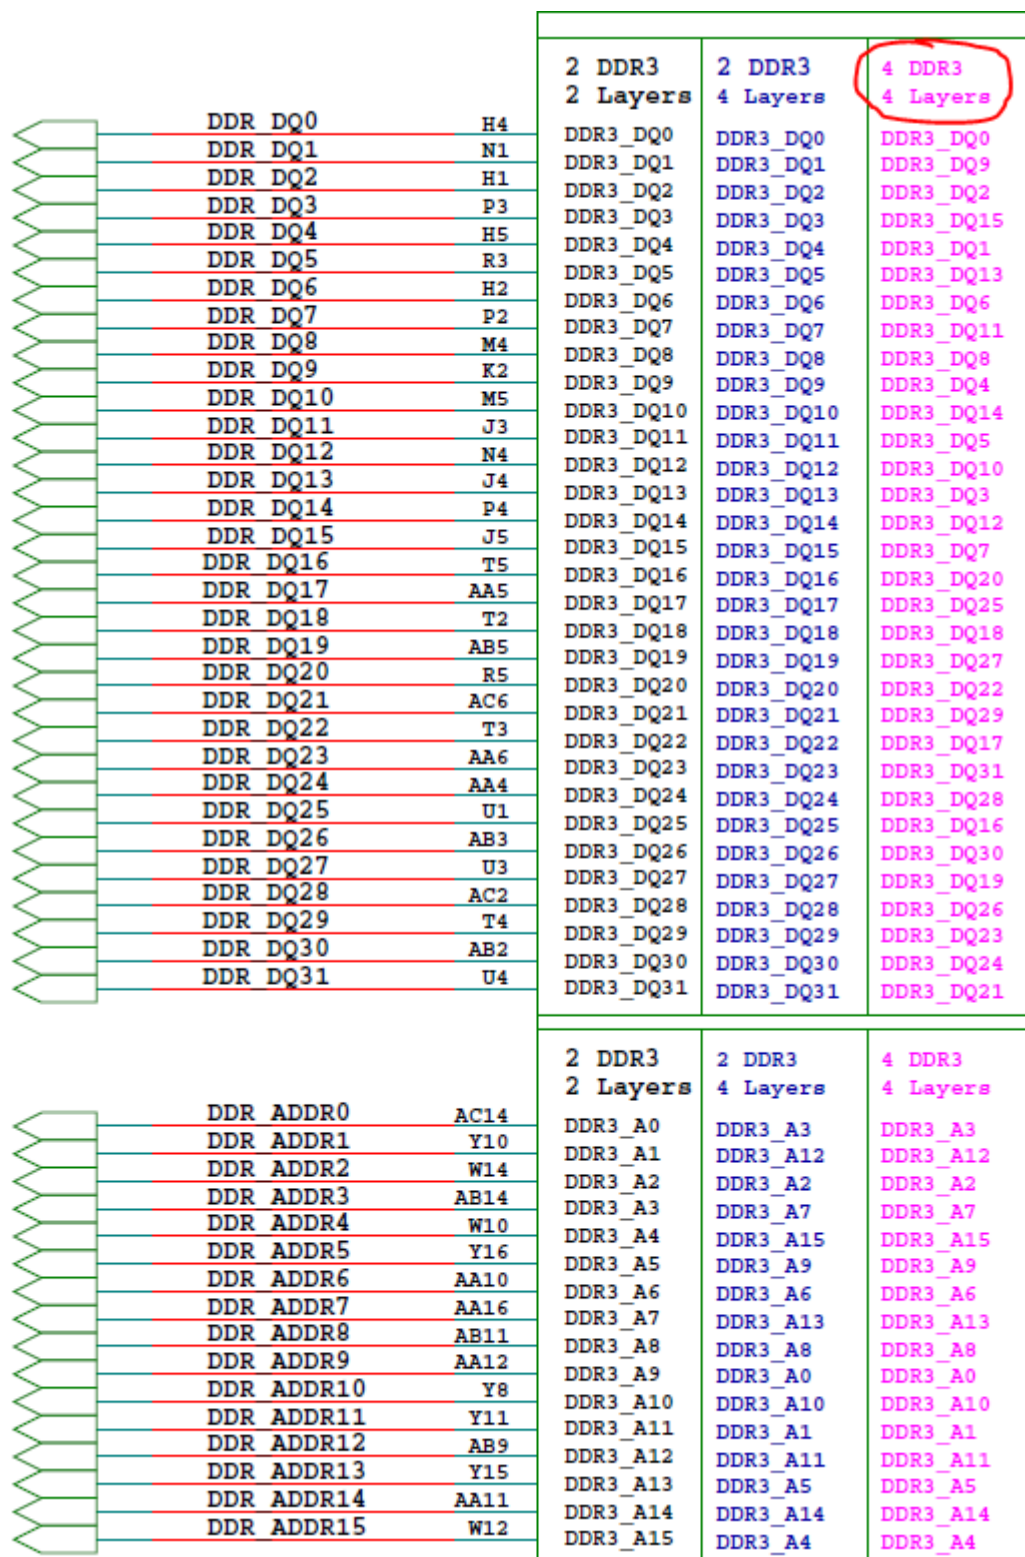 2 DDR3 2 DDR3 4 DDR3
2 Layers 4 Layers 4 Layers
DDR_DQ0 H4 DDR3_DQ0 DDR3_DQ0 DDR3_DQ0
DDR_DQ1 N1 DDR3_DQ1 DDR3_DQ1 DDR3_DQ9
DDR_DQ2 H1 DDR3_DQ2 DDR3_DQ2 DDR3_DQ2
DDR_DQ3 P3 DDR3_DQ3 DDR3_DQ3 DDR3_DQ15
DDR_DQ4 H5 DDR3_DQ4 DDR3_DQ4 DDR3_DQ1
DDR_DQ5 R3 DDR3_DQ5 DDR3_DQ5 DDR3_DQ13
DDR_DQ6 H2 DDR3_DQ6 DDR3_DQ6 DDR3_DQ6
DDR_DQ7 P2 DDR3_DQ7 DDR3_DQ7 DDR3_DQ11
DDR_DQ8 M4 DDR3_DQ8 DDR3_DQ8 DDR3_DQ8
DDR_DQ9 K2 DDR3_DQ9 DDR3_DQ9 DDR3_DQ4
DDR_DQ10 M5 DDR3_DQ10 DDR3_DQ10 DDR3_DQ14
DDR_DQ11 J3 DDR3_DQ11 DDR3_DQ11 DDR3_DQ5
DDR_DQ12 N4 DDR3_DQ12 DDR3_DQ12 DDR3_DQ10
DDR_DQ13 J4 DDR3_DQ13 DDR3_DQ13 DDR3_DQ3
DDR_DQ14 P4 DDR3_DQ14 DDR3_DQ14 DDR3_DQ12
DDR_DQ15 J5 DDR3_DQ15 DDR3_DQ15 DDR3_DQ7
DDR_DQ16 T5 DDR3_DQ16 DDR3_DQ16 DDR3_DQ20
DDR_DQ17 AA5 DDR3_DQ17 DDR3_DQ17 DDR3_DQ25
DDR_DQ18 T2 DDR3_DQ18 DDR3_DQ18 DDR3_DQ18
DDR_DQ19 AB5 DDR3_DQ19 DDR3_DQ19 DDR3_DQ27
DDR_DQ20 R5 DDR3_DQ20 DDR3_DQ20 DDR3_DQ22
DDR_DQ21 AC6 DDR3_DQ21 DDR3_DQ21 DDR3_DQ29
DDR_DQ22 T3 DDR3_DQ22 DDR3_DQ22 DDR3_DQ17
DDR_DQ23 AA6 DDR3_DQ23 DDR3_DQ23 DDR3_DQ31
DDR_DQ24 AA4 DDR3_DQ24 DDR3_DQ24 DDR3_DQ28
DDR_DQ25 U1 DDR3_DQ25 DDR3_DQ25 DDR3_DQ16
DDR_DQ26 AB3 DDR3_DQ26 DDR3_DQ26 DDR3_DQ30
DDR_DQ27 U3 DDR3_DQ27 DDR3_DQ27 DDR3_DQ19
DDR_DQ28 AC2 DDR3_DQ28 DDR3_DQ28 DDR3_DQ26
DDR_DQ29 T4 DDR3_DQ29 DDR3_DQ29 DDR3_DQ23
DDR_DQ30 AB2 DDR3_DQ30 DDR3_DQ30 DDR3_DQ24
DDR_DQ31 U4 DDR3_DQ31 DDR3_DQ31 DDR3_DQ21
2 DDR3 2 DDR3 4 DDR3
2 Layers 4 Layers 4 Layers
DDR_ADDR0 AC14 DDR3_A0 DDR3_A3 DDR3_A3
DDR_ADDR1 Y10 DDR3_A1 DDR3_A12 DDR3_A12
DDR_ADDR2 W14 DDR3_A2 DDR3_A2 DDR3_A2
DDR_ADDR3 AB14 DDR3_A3 DDR3_A7 DDR3_A7
DDR_ADDR4 W10 DDR3_A4 DDR3_A15 DDR3_A15
DDR_ADDR5 Y16 DDR3_A5 DDR3_A9 DDR3_A9
DDR_ADDR6 AA10 DDR3_A6 DDR3_A6 DDR3_A6
DDR_ADDR7 AA16 DDR3_A7 DDR3_A13 DDR3_A13
DDR_ADDR8 AB11 DDR3_A8 DDR3_A8 DDR3_A8
DDR_ADDR9 AA12 DDR3_A9 DDR3_A0 DDR3_A0
DDR_ADDR10 Y8 DDR3_A10 DDR3_A10 DDR3_A10
DDR_ADDR11 Y11 DDR3_A11 DDR3_A1 DDR3_A1
DDR_ADDR12 AB9 DDR3_A12 DDR3_A11 DDR3_A11
DDR_ADDR13 Y15 DDR3_A13 DDR3_A5 DDR3_A5
DDR_ADDR14 AA11 DDR3_A14 DDR3_A14 DDR3_A14
DDR_ADDR15 W12 DDR3_A15 DDR3_A4 DDR3_A4